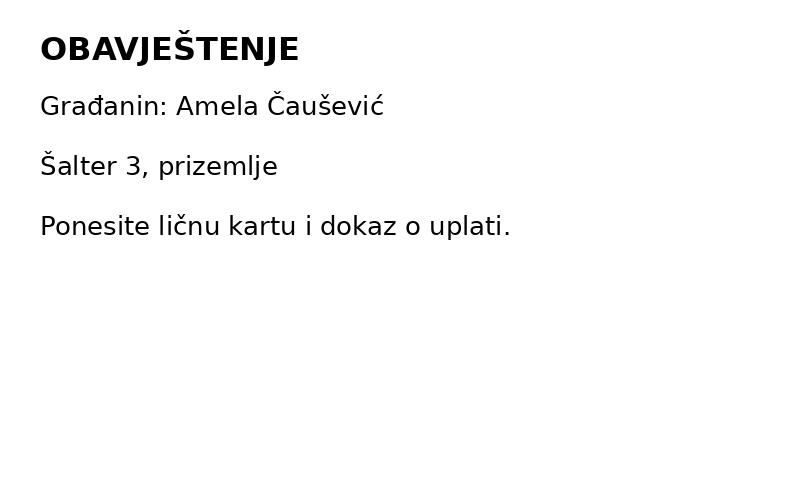 OBAVJEŠTENJE
Građanin: Amela Čaušević
Šalter 3, prizemlje
Ponesite ličnu kartu i dokaz o uplati.